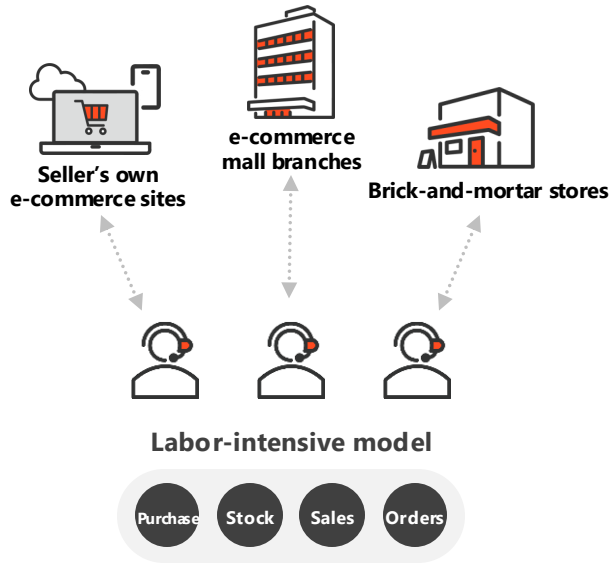 e-commerce
mall branches
Seller’s own
e-commerce sites
Brick-and-mortar stores
Labor-intensive model
Purchase
Stock
Sales
Orders